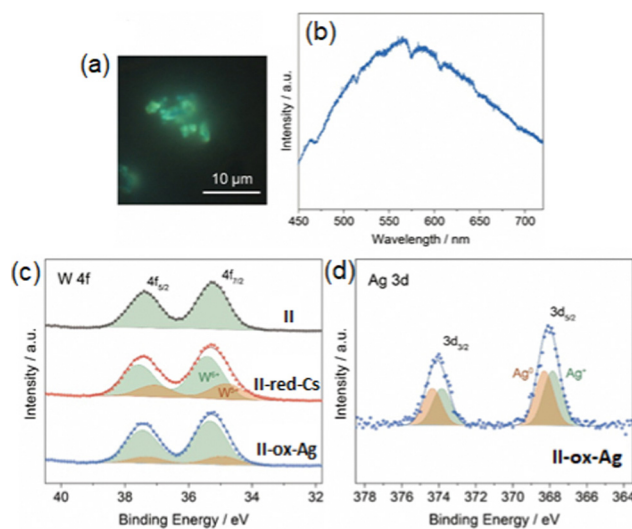 (a)
10 µm
(b)
Intensity / a.u.
450 500 550 600 650 700
Wavelength / nm
(c)
W 4f
4f5/2
4f7/2
II
II-red-Cs
W6+
W5+
II-ox-Ag
Intensity / a.u.
40 38 36 34 32
Binding Energy / eV
(d)
Ag 3d
3d3/2
3d5/2
Ag0
Ag+
II-ox-Ag
Intensity / a.u.
378 376 374 372 370 368 366 364
Binding Energy / eV